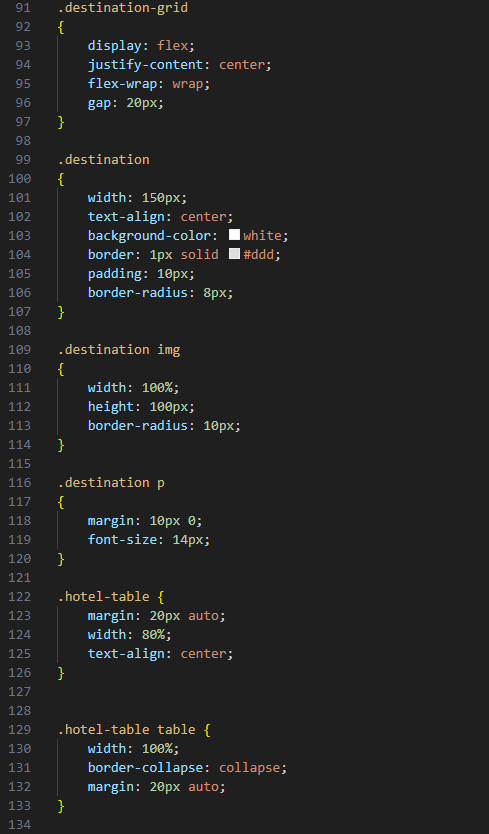 91 .destination-grid
92 {
93     display: flex;
94     justify-content: center;
95     flex-wrap: wrap;
96     gap: 20px;
97 }
98
99 .destination
100 {
101     width: 150px;
102     text-align: center;
103     background-color: white;
104     border: 1px solid #ddd;
105     padding: 10px;
106     border-radius: 8px;
107 }
108
109 .destination img
110 {
111     width: 100%;
112     height: 100px;
113     border-radius: 10px;
114 }
115
116 .destination p
117 {
118     margin: 10px 0;
119     font-size: 14px;
120 }
121
122 .hotel-table {
123     margin: 20px auto;
124     width: 80%;
125     text-align: center;
126 }
127
128
129 .hotel-table table {
130     width: 100%;
131     border-collapse: collapse;
132     margin: 20px auto;
133 }
134